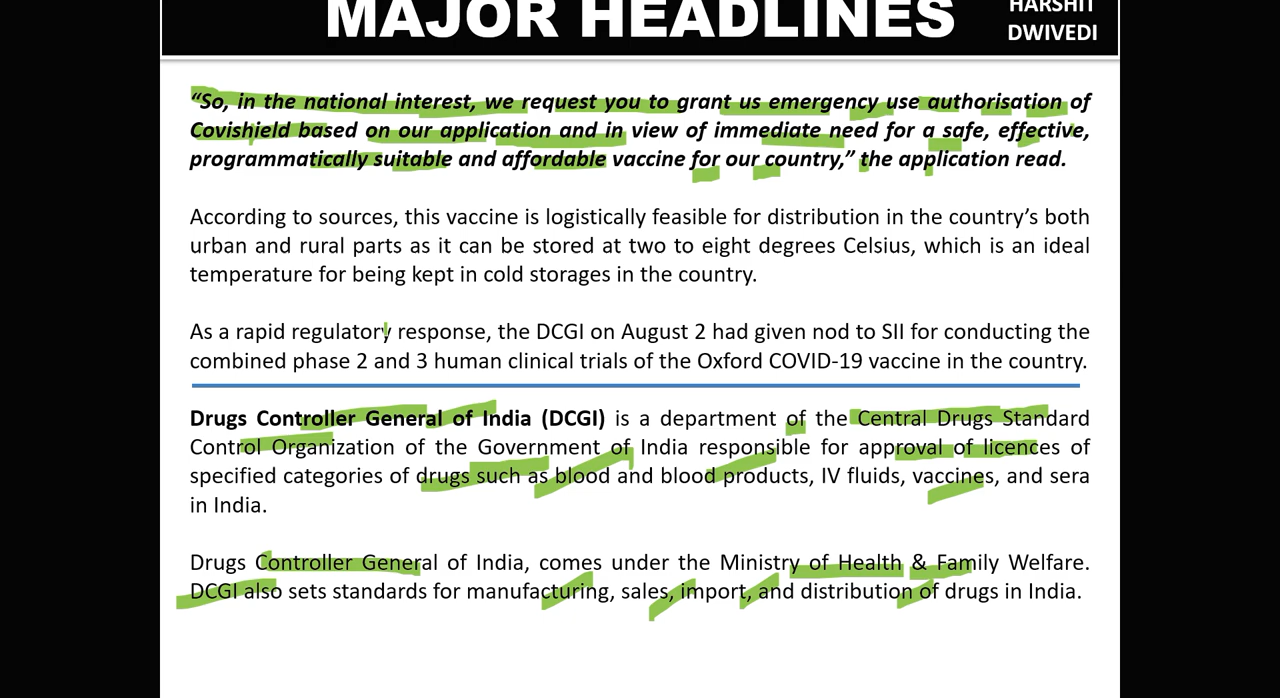 MAJOR HEADLINES
HARSHIT
DWIVEDI
“So, in the national interest, we request you to grant us emergency use authorisation of
Covishield based on our application and in view of immediate need for a safe, effective,
programmatically suitable and affordable vaccine for our country,” the application read.
According to sources, this vaccine is logistically feasible for distribution in the country’s both
urban and rural parts as it can be stored at two to eight degrees Celsius, which is an ideal
temperature for being kept in cold storages in the country.
As a rapid regulatory response, the DCGI on August 2 had given nod to SII for conducting the
combined phase 2 and 3 human clinical trials of the Oxford COVID-19 vaccine in the country.
Drugs Controller General of India (DCGI) is a department of the Central Drugs Standard
Control Organization of the Government of India responsible for approval of licences of
specified categories of drugs such as blood and blood products, IV fluids, vaccines, and sera
in India.
Drugs Controller General of India, comes under the Ministry of Health & Family Welfare.
DCGI also sets standards for manufacturing, sales, import, and distribution of drugs in India.